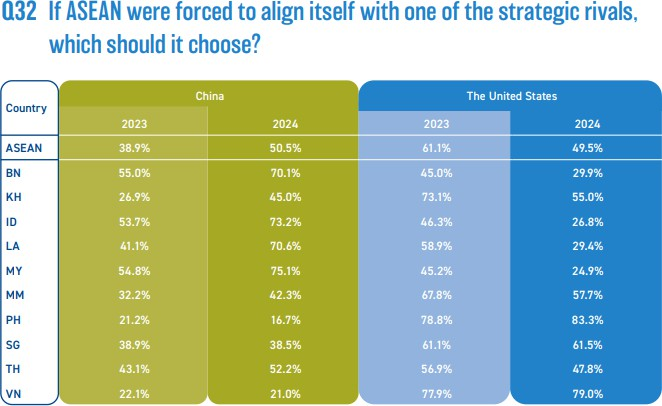 Q32 If ASEAN were forced to align itself with one of the strategic rivals,
which should it choose?
Country China The United States
2023 2024 2023 2024
ASEAN 38.9% 50.5% 61.1% 49.5%
BN 55.0% 70.1% 45.0% 29.9%
KH 26.9% 45.0% 73.1% 55.0%
ID 53.7% 73.2% 46.3% 26.8%
LA 41.1% 70.6% 58.9% 29.4%
MY 54.8% 75.1% 45.2% 24.9%
MM 32.2% 42.3% 67.8% 57.7%
PH 21.2% 16.7% 78.8% 83.3%
SG 38.9% 38.5% 61.1% 61.5%
TH 43.1% 52.2% 56.9% 47.8%
VN 22.1% 21.0% 77.9% 79.0%